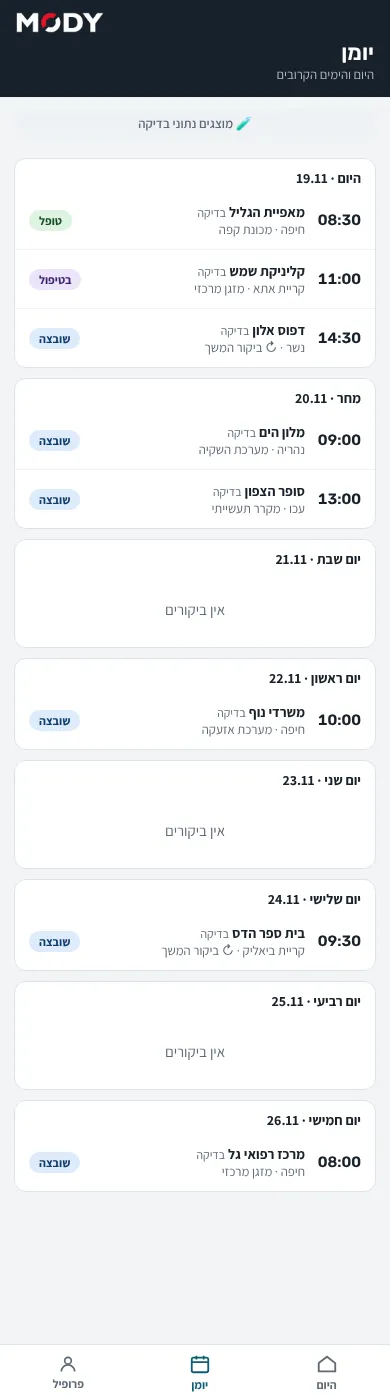 MODY
יומן
היום והימים הקרובים
🧪 מוצגים נתוני בדיקה
היום · 19.11
08:30 מאפיית הגליל בדיקה טופל
חיפה · מכונת קפה
11:00 קליניקת שמש בדיקה בטיפול
קריית אתא · מזגן מרכזי
14:30 דפוס אלון בדיקה שובצה
נשר · ↻ ביקור המשך
מחר · 20.11
09:00 מלון הים בדיקה שובצה
נהריה · מערכת השקיה
13:00 סופר הצפון בדיקה שובצה
עכו · מקרר תעשייתי
יום שבת · 21.11
אין ביקורים
יום ראשון · 22.11
10:00 משרדי נוף בדיקה שובצה
חיפה · מערכת אזעקה
יום שני · 23.11
אין ביקורים
יום שלישי · 24.11
09:30 בית ספר הדס בדיקה שובצה
קריית ביאליק · ↻ ביקור המשך
יום רביעי · 25.11
אין ביקורים
יום חמישי · 26.11
08:00 מרכז רפואי גל בדיקה שובצה
חיפה · מזגן מרכזי
היום יומן פרופיל